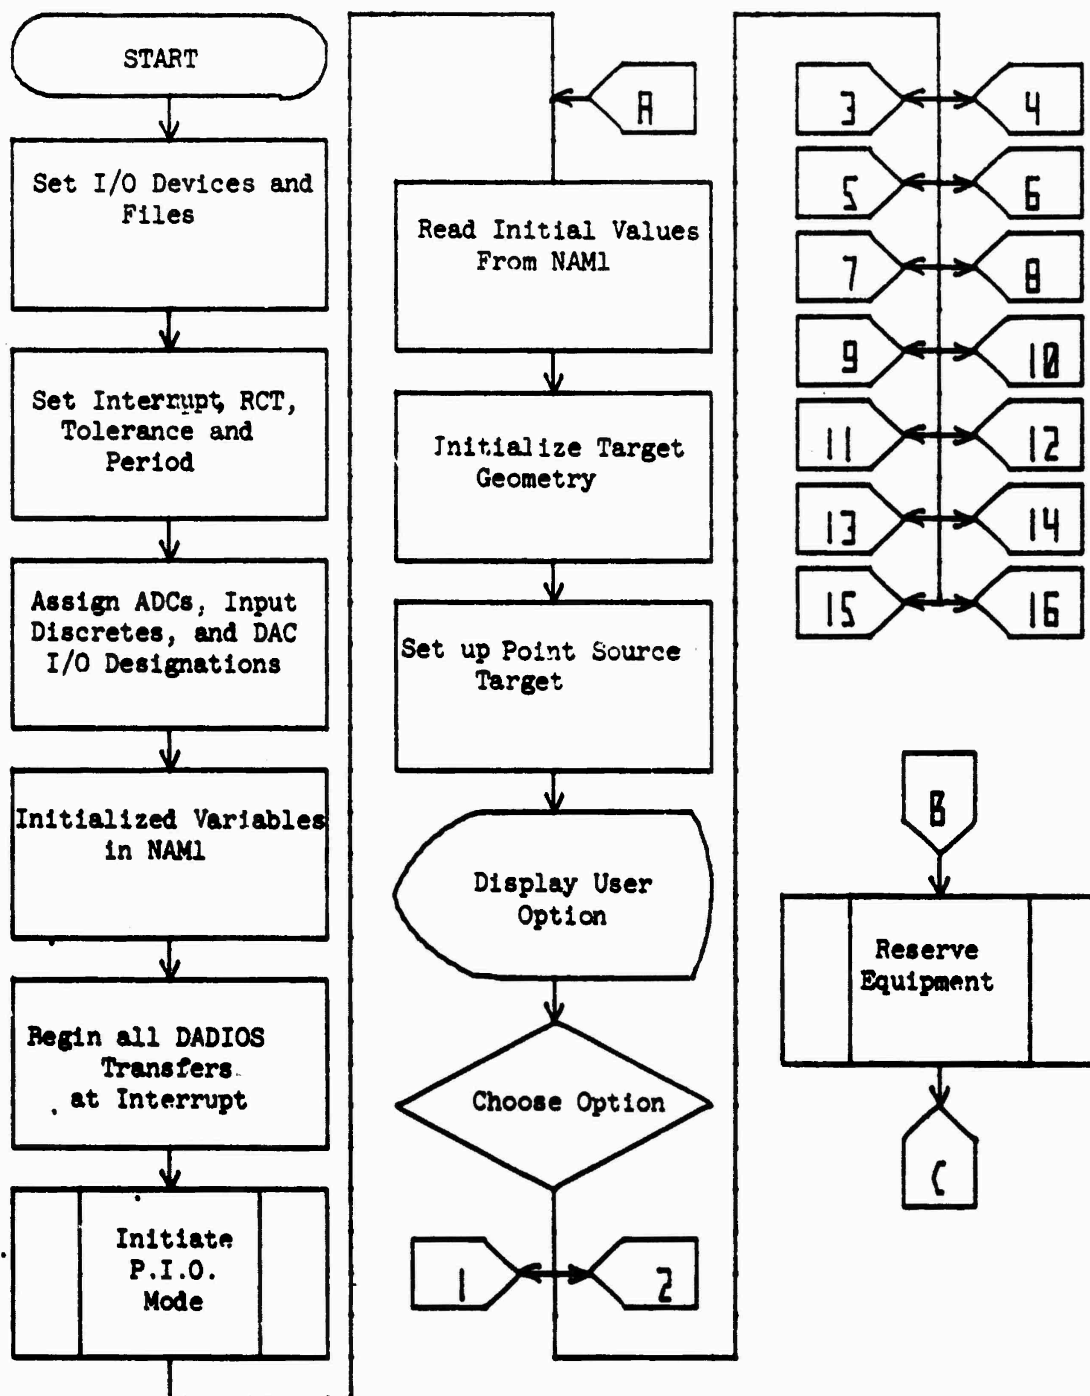 START
Set I/O Devices and
Files
Set Interrupt, RCT,
Tolerance and
Period
Assign ADCs, Input
Discretes, and DAC
I/O Designations
Initialized Variables
in NAM1
Begin all DADIOS
Transfers
at Interrupt
Initiate
P.I.O.
Mode
A
Read Initial Values
From NAM1
Initialize Target
Geometry
Set up Point Source
Target
Display User
Option
Choose Option
1
2
3
4
5
6
7
8
9
10
11
12
13
14
15
16
B
Reserve
Equipment
C